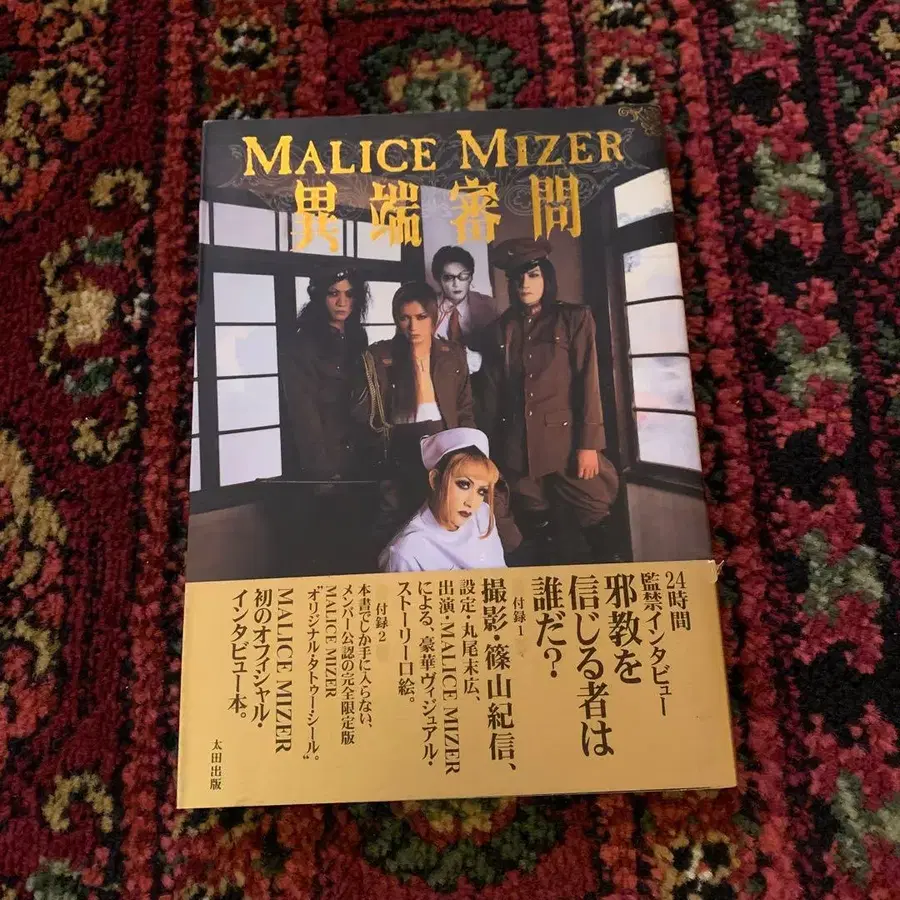 MALICE MIZER
異端審問
24時間
監禁インタビュー
邪教を
信じる者は
誰だ?
付録1
撮影・篠山紀信、
設定・丸尾末広、
出演・MALICE MIZER
による、豪華ヴィジュアル・
ストーリー口絵。
付録2
本書でしか手に入らない、
メンバー公認の完全限定版
MALICE MIZER
"オリジナル・タトゥー・シール。"
MALICE MIZER
初のオフィシャル・
インタビュー本。
太田出版